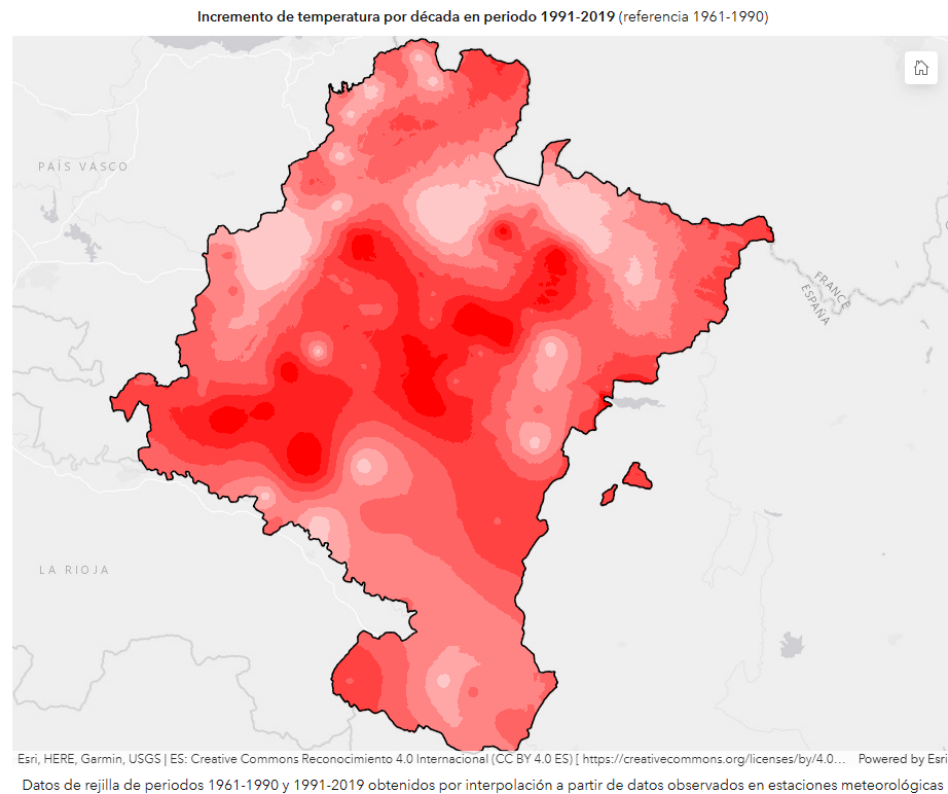 Incremento de temperatura por década en periodo 1991-2019 (referencia 1961-1990)
PAÍS VASCO
FRANCE
ESPAÑA
LA RIOJA
Esri, HERE, Garmin, USGS | ES: Creative Commons Reconocimiento 4.0 Internacional (CC BY 4.0 ES) [ https://creativecommons.org/licenses/by/4.0... Powered by Esri
Datos de rejilla de periodos 1961-1990 y 1991-2019 obtenidos por interpolación a partir de datos observados en estaciones meteorológicas